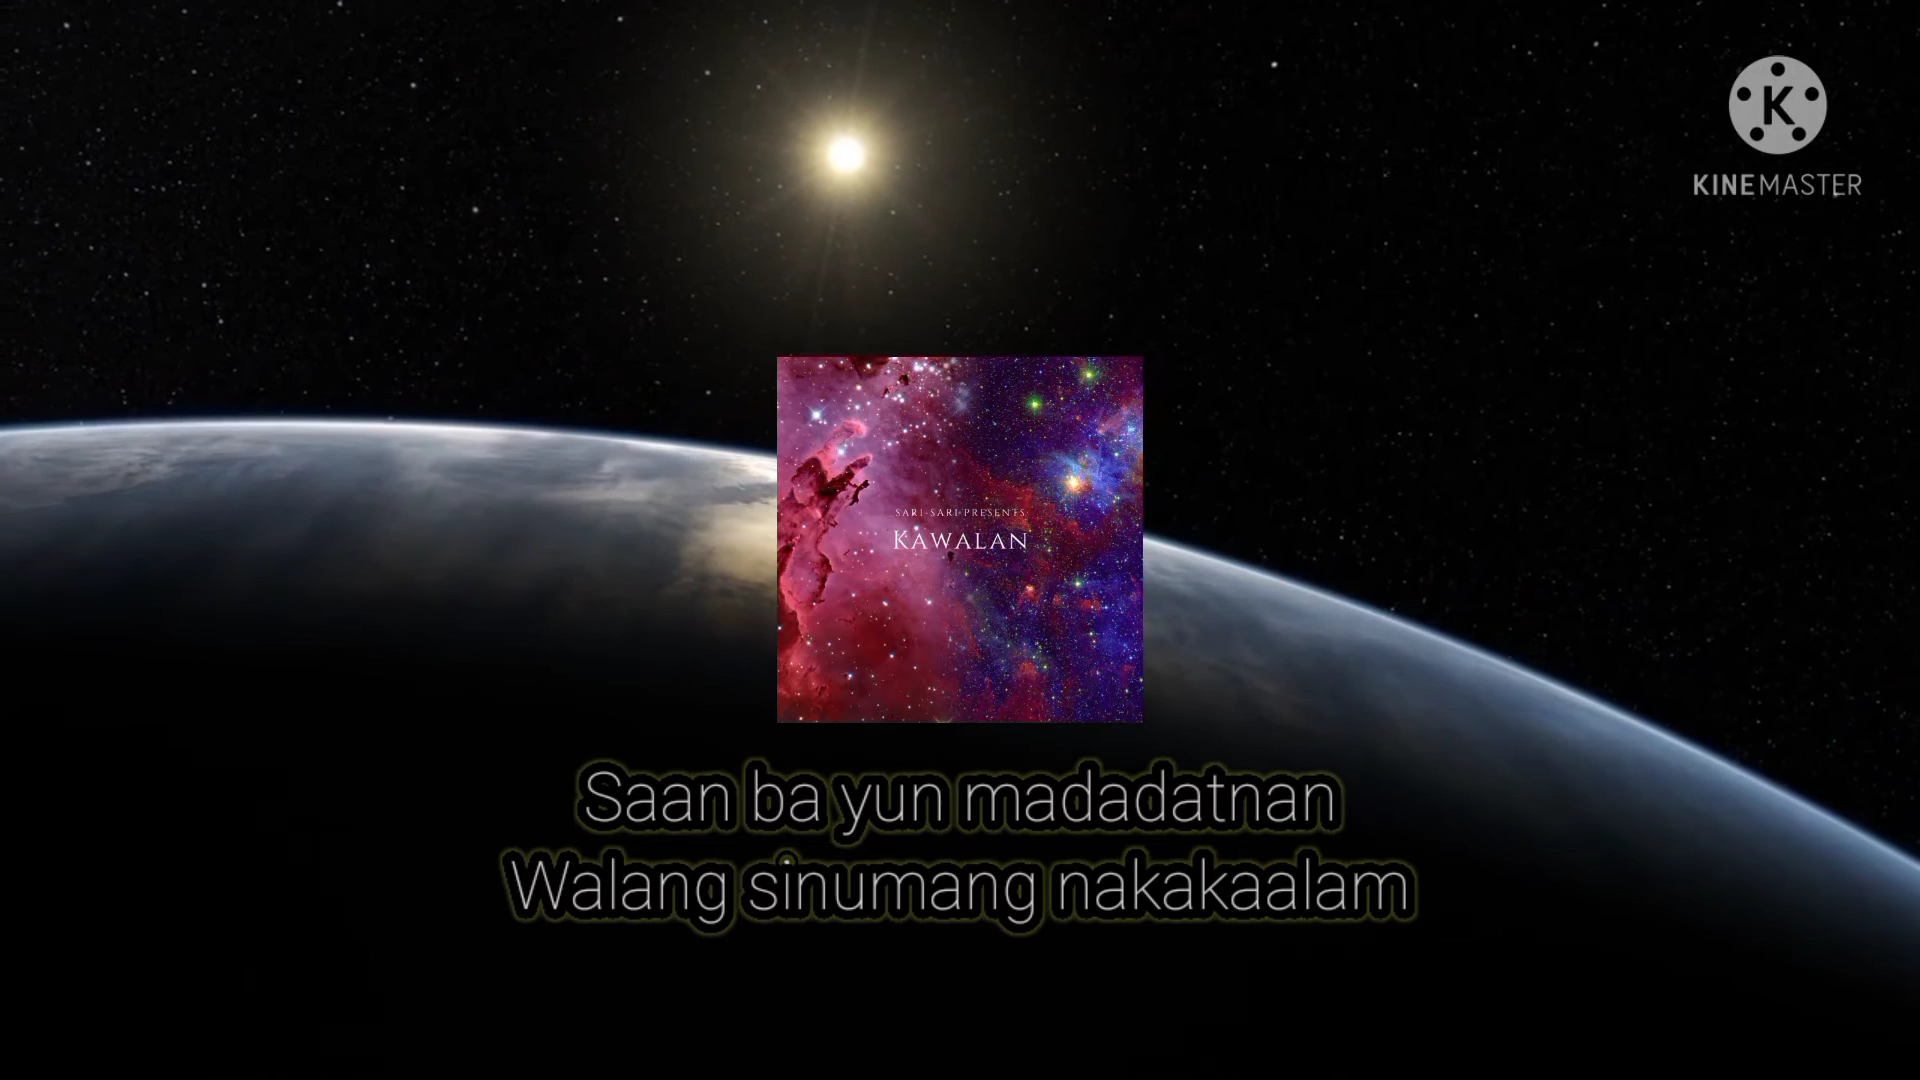 K
KINEMASTER
SARI-SARI PRESENTS
KAWALAN
Saan ba yun madadatnan
Walang sinumang nakakaalam